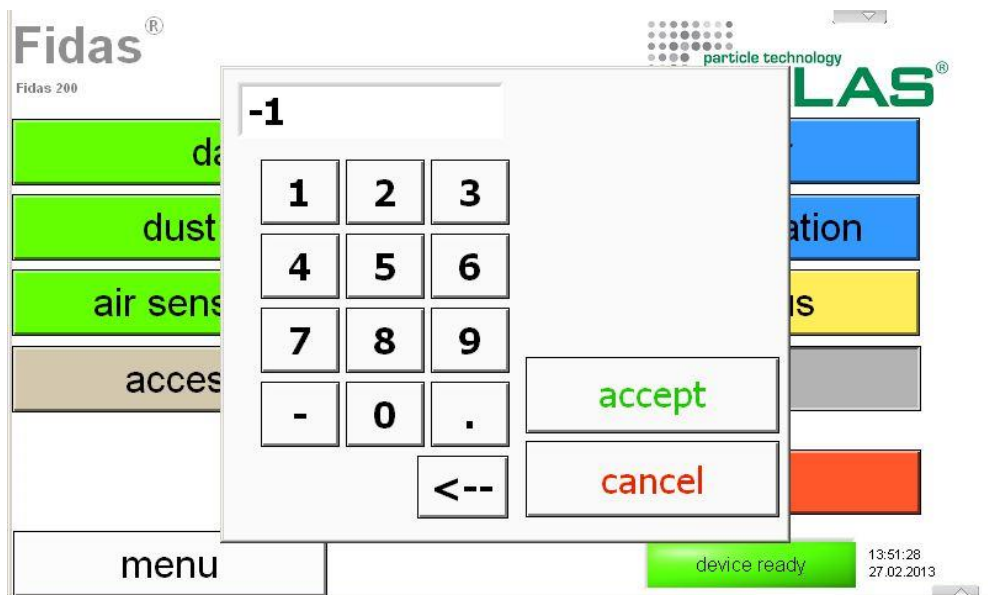 Fidas®
Fidas 200
particle technology
LAS®
-1
da
1 2 3
dust
ation
4 5 6
air sens
us
7 8 9
acces
accept
- 0 .
<--
cancel
menu
device ready
13:51:28
27.02.2013